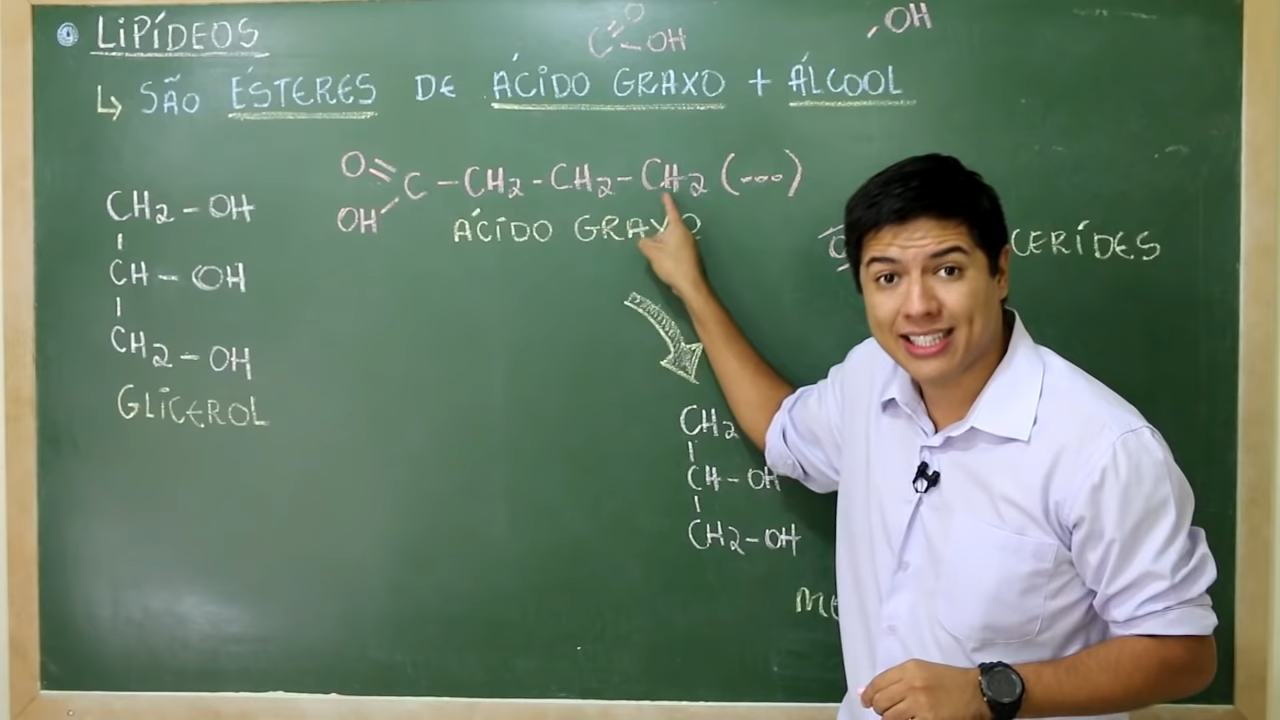 LIPÍDEOS
C
O
OH
OH
↳ SÃO ÉSTERES DE ÁCIDO GRAXO + ÁLCOOL
O
C-CH2-CH2-CH2 (...)
OH
ÁCIDO GRAXO
CH2-OH
CH-OH
CH2-OH
GLICEROL
CERÍDES
CH2
CH-OH
CH2-OH